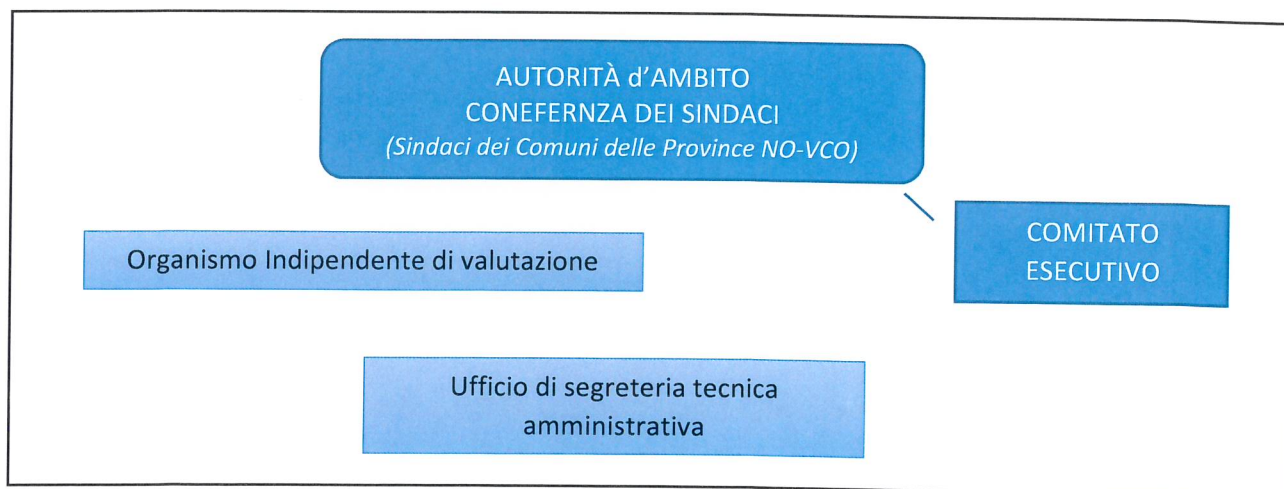 AUTORITÀ d'AMBITO
CONEFERNZA DEI SINDACI
(Sindaci dei Comuni delle Province NO-VCO)
COMITATO
ESECUTIVO
Organismo Indipendente di valutazione
Ufficio di segreteria tecnica
amministrativa